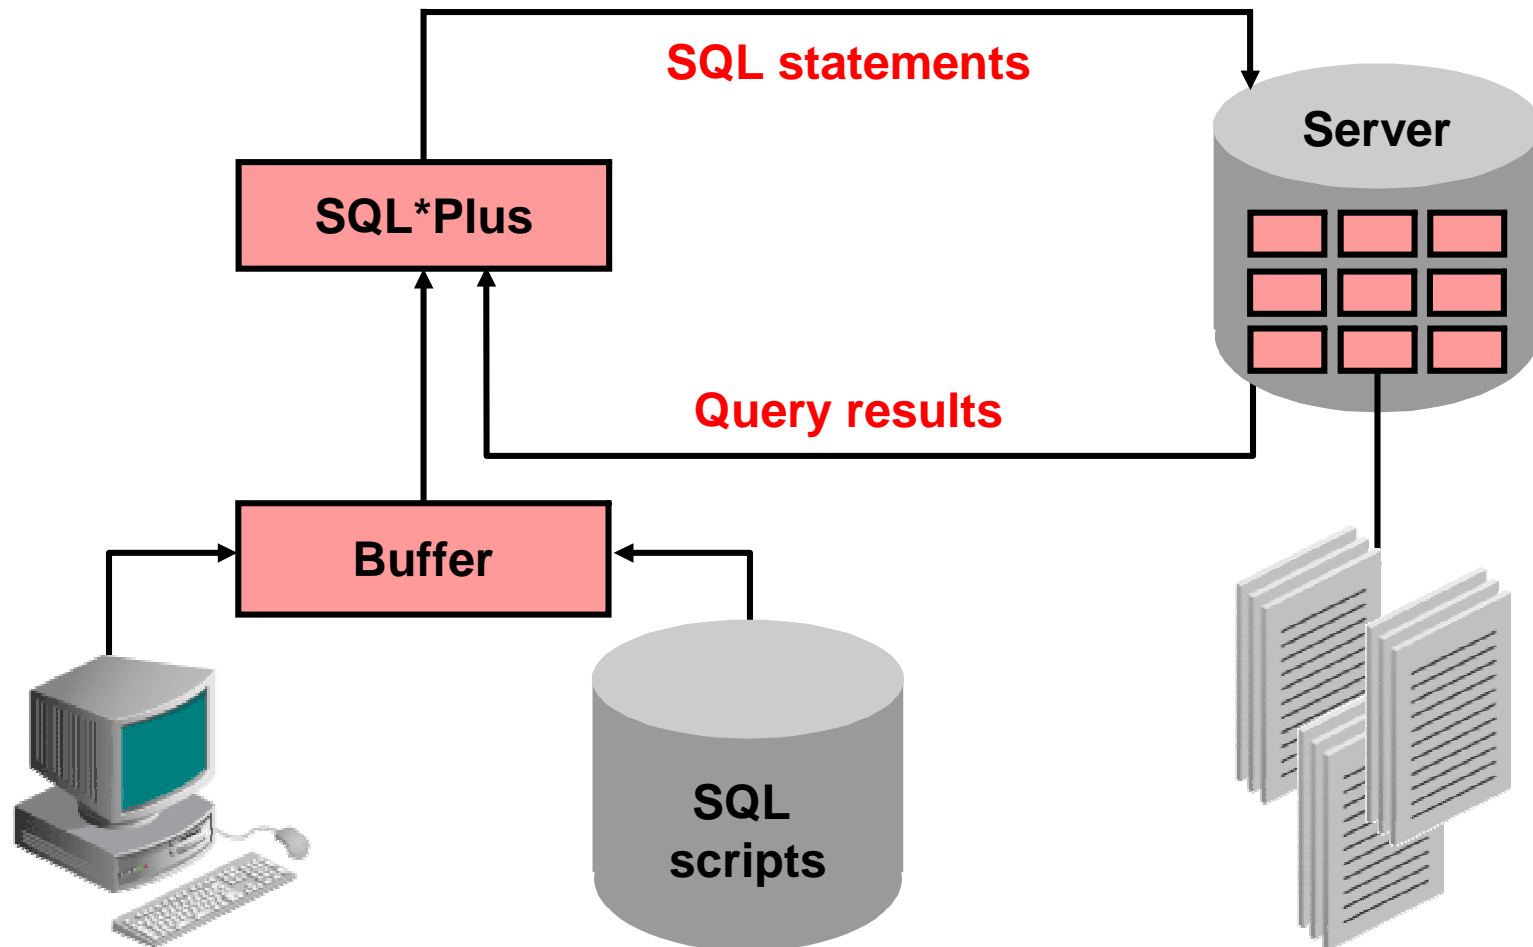 SQL statements
Server
SQL*Plus
Query results
Buffer
SQL
scripts